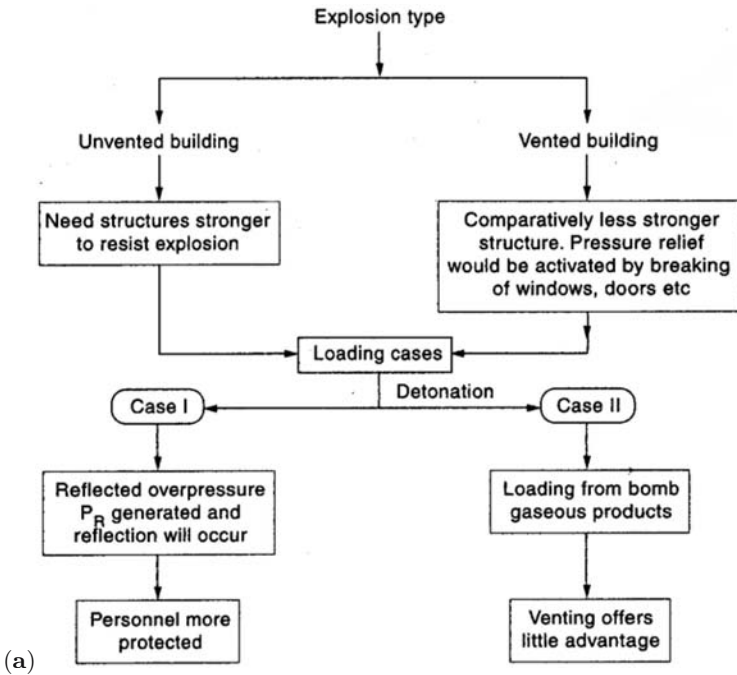 Explosion type
Unvented building
Vented building
Need structures stronger
to resist explosion
Comparatively less stronger
structure. Pressure relief
would be activated by breaking
of windows, doors etc
Loading cases
Detonation
Case I
Case II
Reflected overpressure
P_R generated and
reflection will occur
Loading from bomb
gaseous products
Personnel more
protected
Venting offers
little advantage
(a)